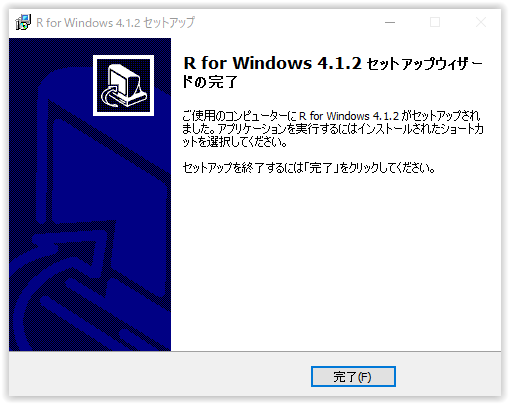 R for Windows 4.1.2 セットアップ
R for Windows 4.1.2 セットアップウィザー
ドの完了
ご使用のコンピューターに R for Windows 4.1.2 がセットアップされ
ました。アプリケーションを実行するにはインストールされたショートカ
ットを選択してください。
セットアップを終了するには「完了」をクリックしてください。
完了(F)